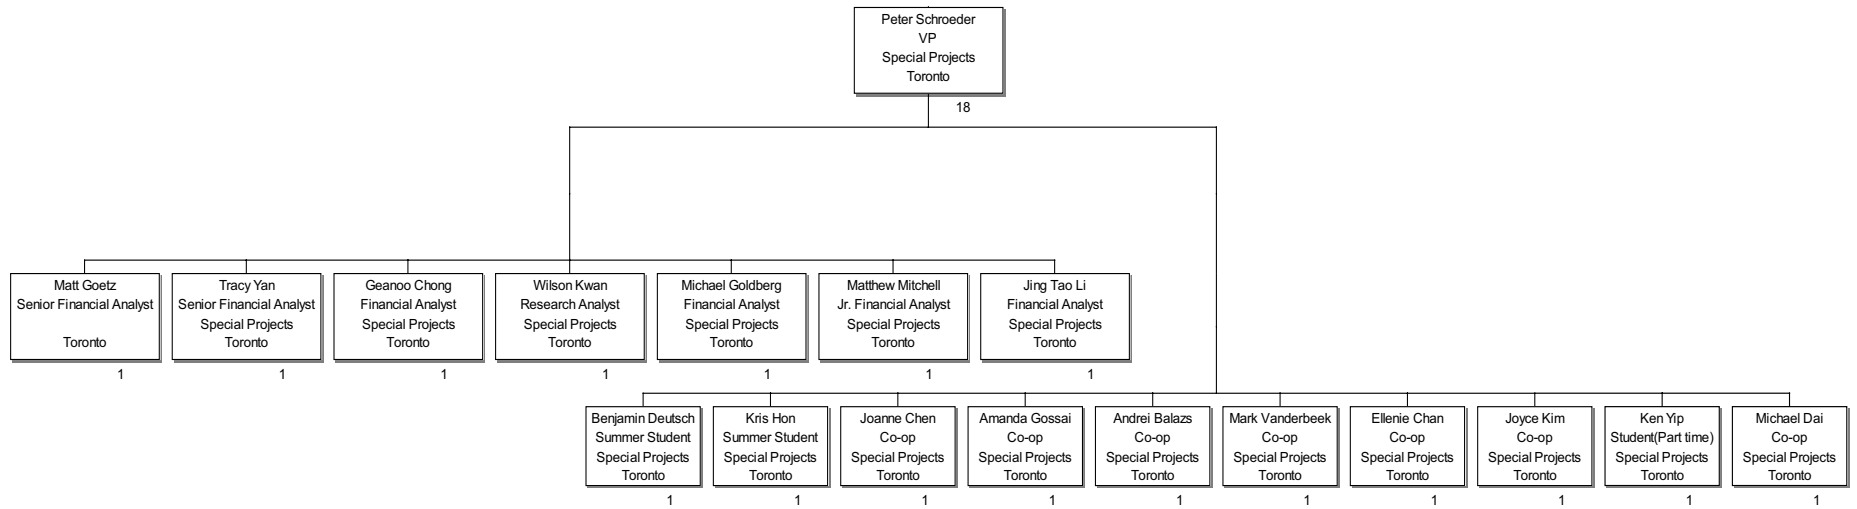 Peter Schroeder
VP
Special Projects
Toronto
18
Matt Goetz
Senior Financial Analyst
Toronto
1
Tracy Yan
Senior Financial Analyst
Special Projects
Toronto
1
Geanoo Chong
Financial Analyst
Special Projects
Toronto
1
Wilson Kwan
Research Analyst
Special Projects
Toronto
1
Michael Goldberg
Financial Analyst
Special Projects
Toronto
1
Matthew Mitchell
Jr. Financial Analyst
Special Projects
Toronto
1
Jing Tao Li
Financial Analyst
Special Projects
Toronto
1
Benjamin Deutsch
Summer Student
Special Projects
Toronto
1
Kris Hon
Summer Student
Special Projects
Toronto
1
Joanne Chen
Co-op
Special Projects
Toronto
1
Amanda Gossai
Co-op
Special Projects
Toronto
1
Andrei Balazs
Co-op
Special Projects
Toronto
1
Mark Vanderbeek
Co-op
Special Projects
Toronto
1
Ellenie Chan
Co-op
Special Projects
Toronto
1
Joyce Kim
Co-op
Special Projects
Toronto
1
Ken Yip
Student(Part time)
Special Projects
Toronto
1
Michael Dai
Co-op
Special Projects
Toronto
1